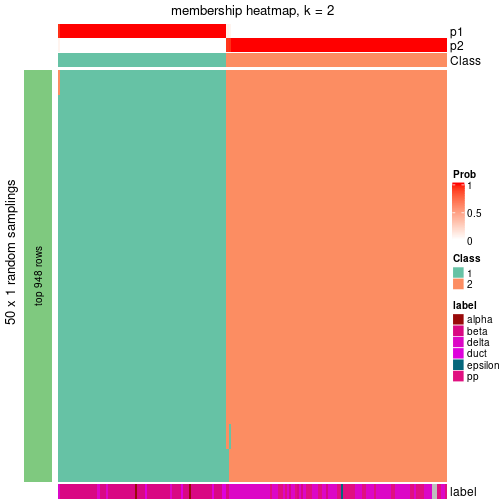 membership heatmap, k = 2
p1
p2
Class
50 x 1 random samplings
top 948 rows
Prob
1
0.5
0
Class
1
2
label
alpha
beta
delta
duct
epsilon
pp
label